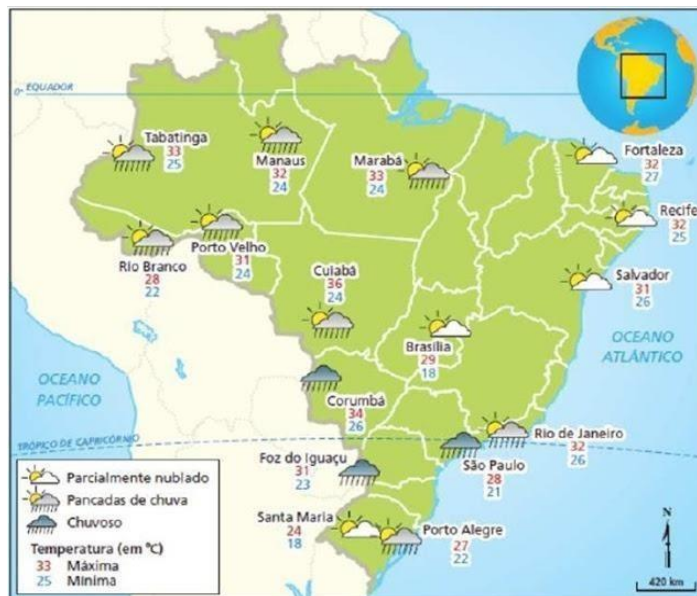 0° EQUADOR
Tabatinga
33
25
Manaus
32
24
Marabá
33
24
Fortaleza
32
27
Recife
32
25
Porto Velho
31
24
Rio Branco
28
22
Cuiabá
36
24
Salvador
31
26
Brasília
29
18
OCEANO
ATLÂNTICO
OCEANO
PACÍFICO
Corumbá
34
26
TRÓPICO DE CAPRICÓRNIO
Rio de Janeiro
32
26
Foz do Iguaçu
31
23
São Paulo
28
21
Santa Maria
24
18
Porto Alegre
27
22
Parcialmente nublado
Pancadas de chuva
Chuvoso
Temperatura (em °C)
33 Máxima
25 Mínima
N
420 km